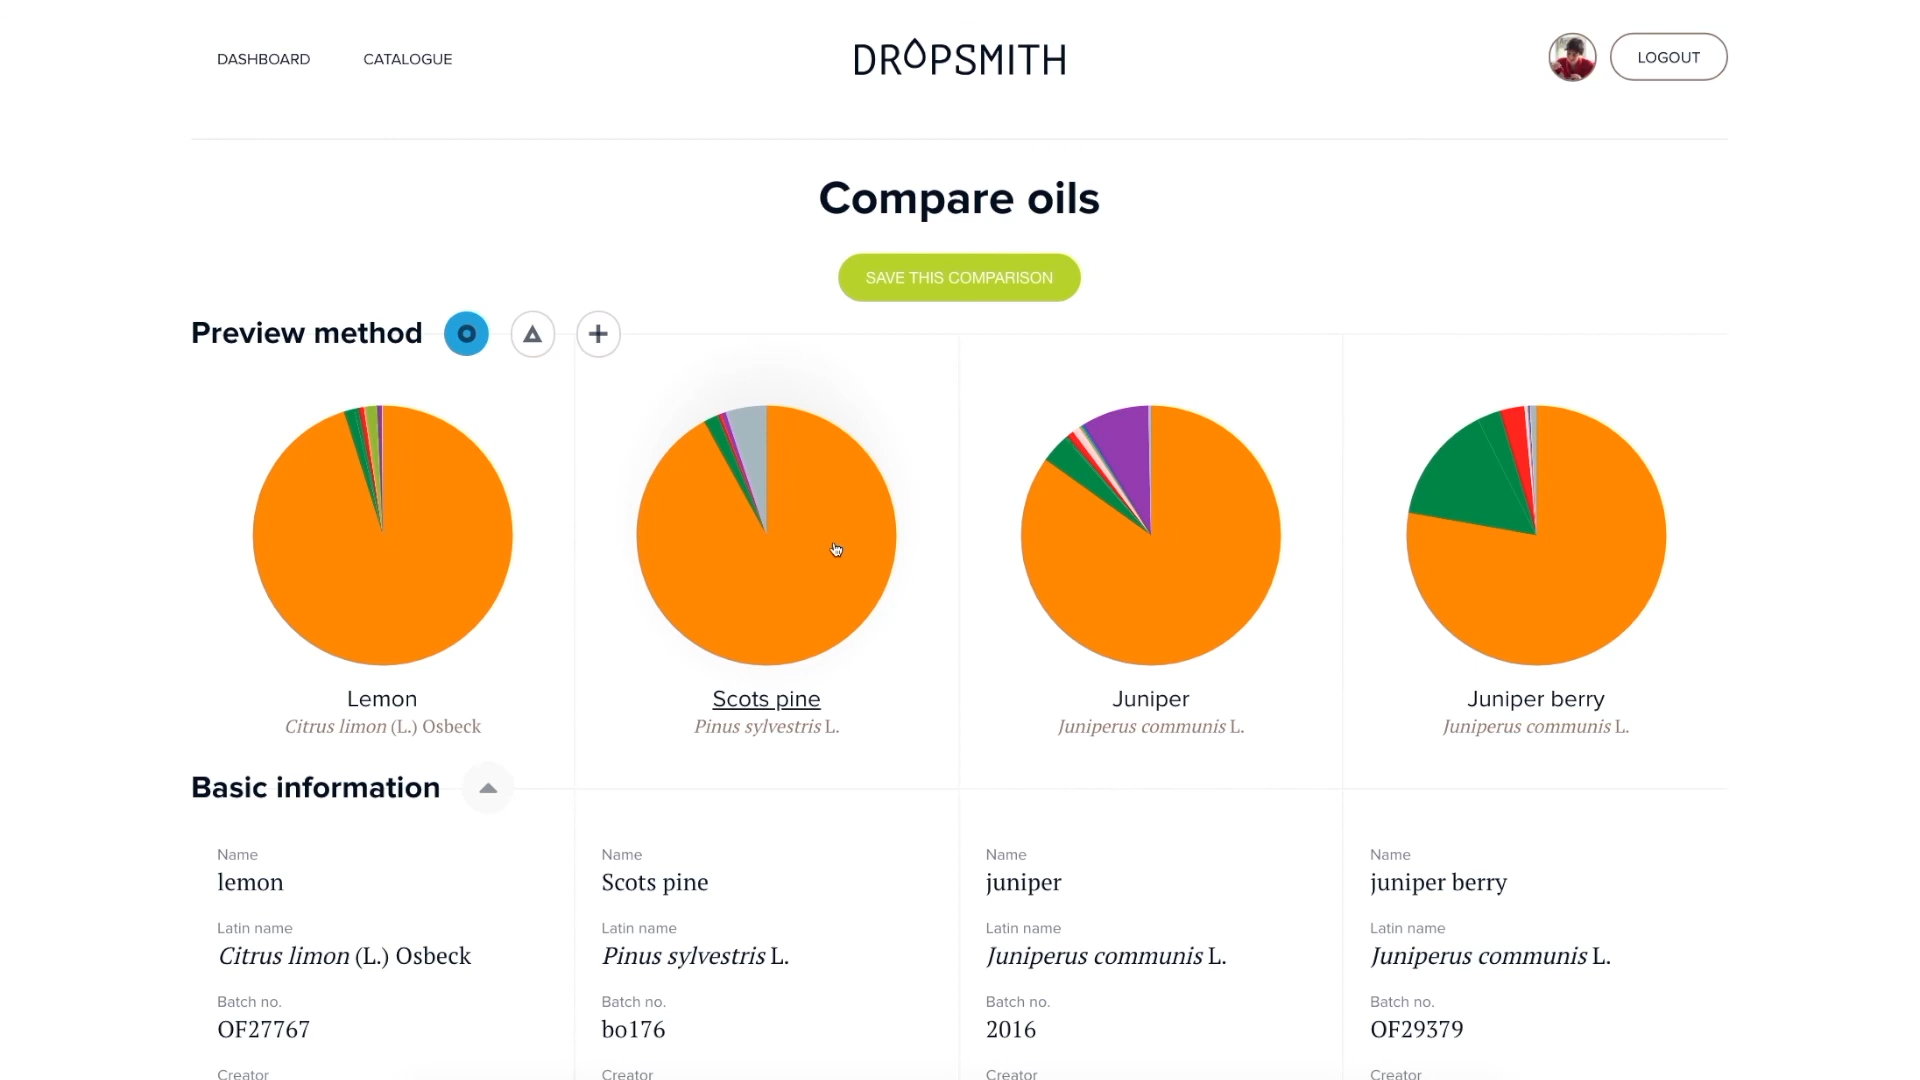 DASHBOARD
CATALOGUE
DROPSMITH
LOGOUT
Compare oils
SAVE THIS COMPARISON
Preview method
Lemon
Citrus limon (L.) Osbeck
Scots pine
Pinus sylvestris L.
Juniper
Juniperus communis L.
Juniper berry
Juniperus communis L.
Basic information
Name
lemon
Latin name
Citrus limon (L.) Osbeck
Batch no.
OF27767
Creator
Name
Scots pine
Latin name
Pinus sylvestris L.
Batch no.
bo176
Creator
Name
juniper
Latin name
Juniperus communis L.
Batch no.
2016
Creator
Name
juniper berry
Latin name
Juniperus communis L.
Batch no.
OF29379
Creator